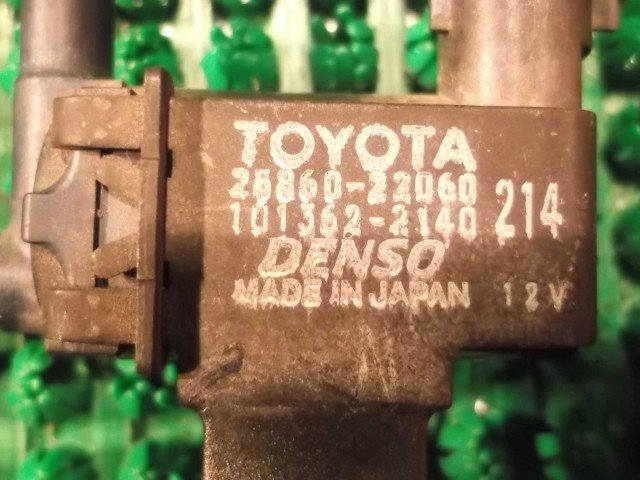 TOYOTA
25860-22060
101362-2140 214
DENSO
MADE IN JAPAN 12V